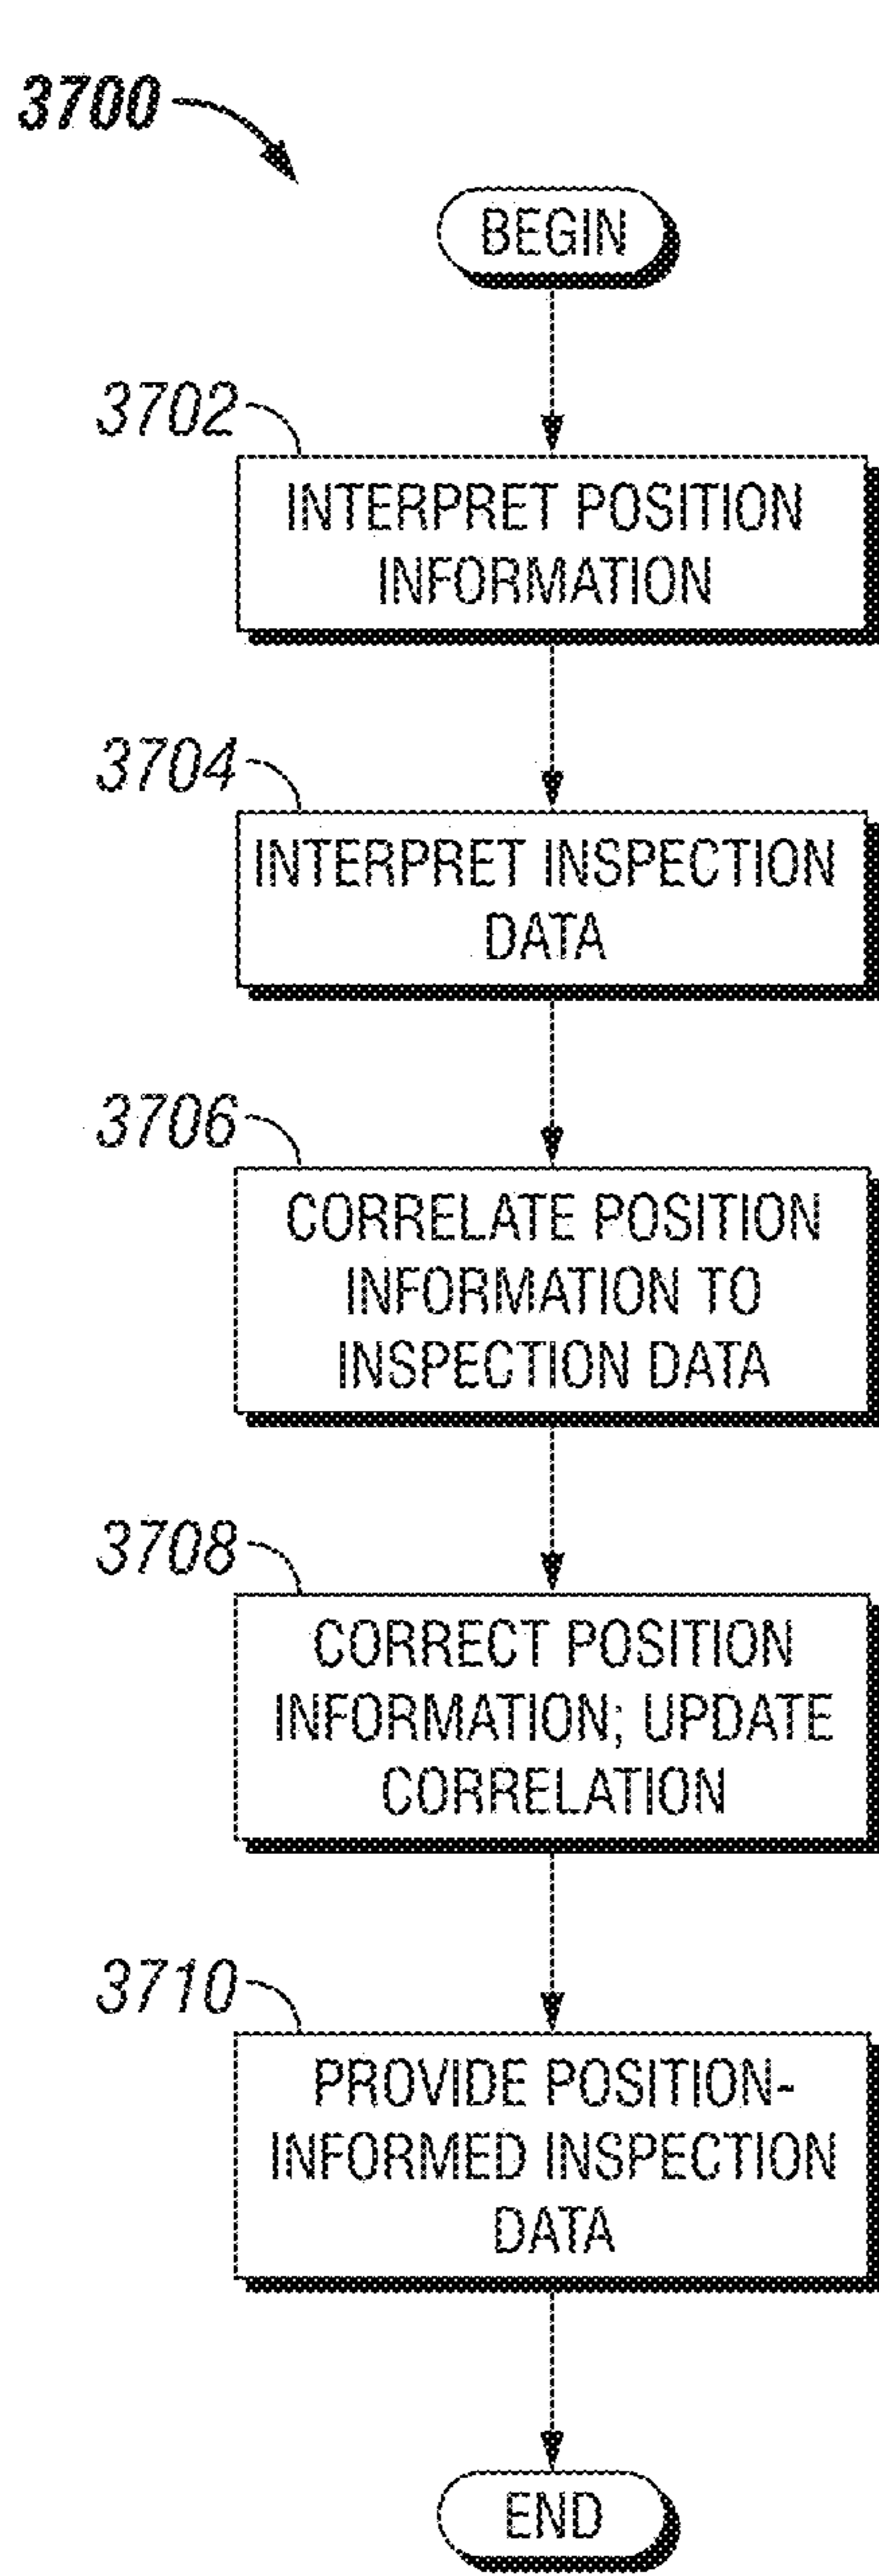 3700
BEGIN
3702
INTERPRET POSITION
INFORMATION
3704
INTERPRET INSPECTION
DATA
3706
CORRELATE POSITION
INFORMATION TO
INSPECTION DATA
3708
CORRECT POSITION
INFORMATION; UPDATE
CORRELATION
3710
PROVIDE POSITION-
INFORMED INSPECTION
DATA
END